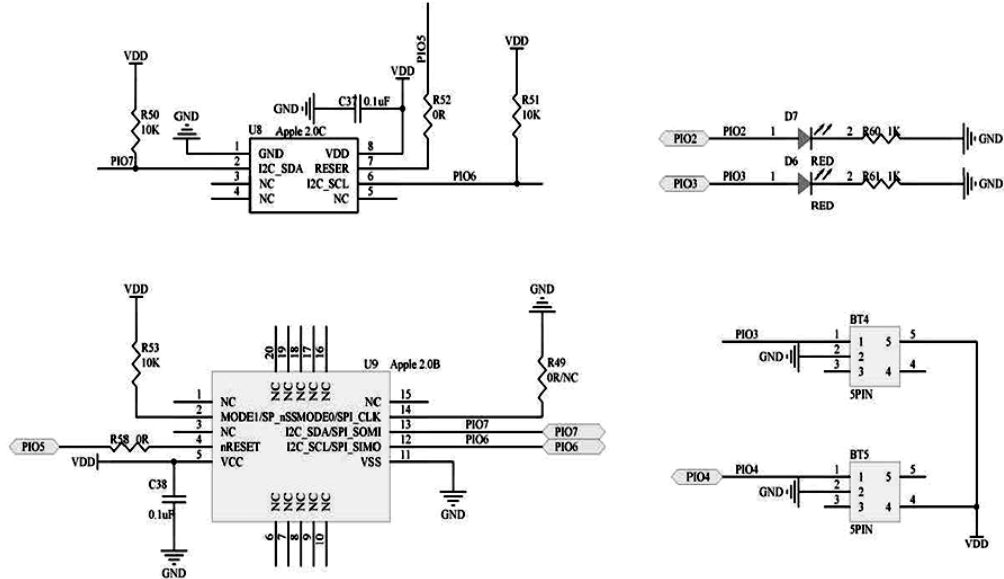 VDD
R50
10K
GND
U8
Apple 2.0C
GND
C37
0.1uF
VDD
PIO5
R52
0R
VDD
R51
10K
PIO7
1
2
3
4
GND
I2C_SDA
NC
NC
VDD
RESER
I2C_SCL
NC
8
7
6
5
PIO6
D7
PIO2
PIO2
1
2
R60 1K
GND
D6
RED
PIO3
PIO3
1
2
R61 1K
GND
RED
VDD
R53
10K
20
19
18
17
16
U9
Apple 2.0B
GND
R49
0R/NC
NC
NC
NC
NC
NC
1
NC
NC
15
2
MODE1/SP_nSSMODE0/SPI_CLK
14
3
NC
I2C_SDA/SPI_SOMI
13
PIO7
PIO7
PIO5
R58 0R
4
nRESET
I2C_SCL/SPI_SIMO
12
PIO6
PIO6
VDD
5
VCC
VSS
11
C38
0.1uF
GND
GND
NC
NC
NC
NC
NC
6
7
8
9
10
BT4
PIO3
1
1
5
5
GND
2
2
3
3
4
4
5PIN
BT5
PIO4
PIO4
1
1
5
5
GND
2
2
3
3
4
4
5PIN
VDD